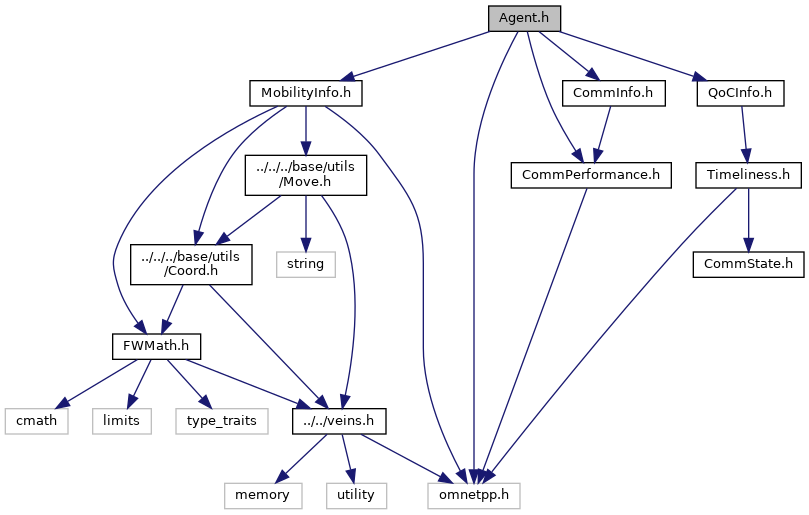 Agent.h
MobilityInfo.h
CommInfo.h
QoCInfo.h
../../../base/utils
/Move.h
CommPerformance.h
Timeliness.h
../../../base/utils
/Coord.h
string
CommState.h
FWMath.h
cmath
limits
type_traits
../../veins.h
memory
utility
omnetpp.h